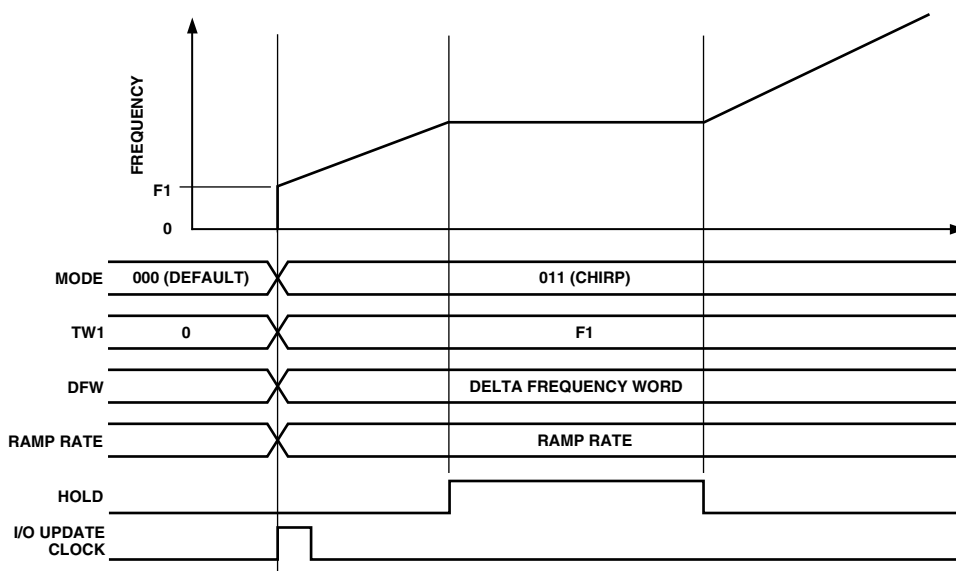 FREQUENCY
F1
0
MODE
000 (DEFAULT)
011 (CHIRP)
TW1
0
F1
DFW
DELTA FREQUENCY WORD
RAMP RATE
RAMP RATE
HOLD
I/O UPDATE
CLOCK